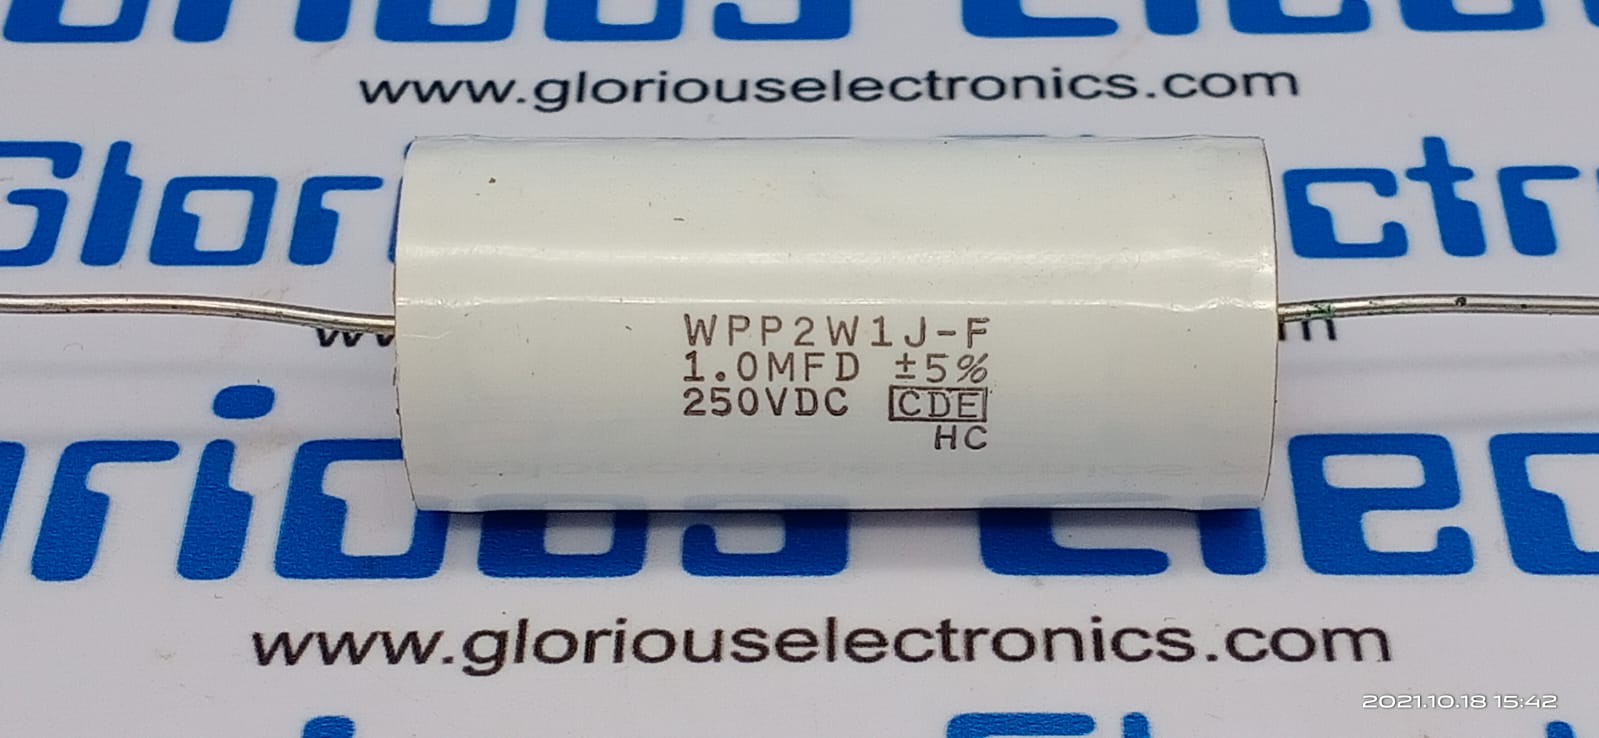 www.gloriouselectronics.com
WPP2W1J-F
1.0MFD ±5%
250VDC CDE
HC
www.gloriouselectronics.com
2021.10.18 15:42